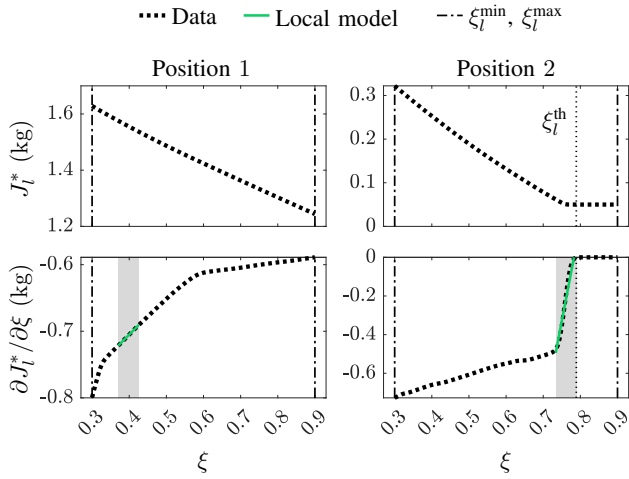 Data Local model ξ_l^min, ξ_l^max
Position 1 Position 2
J_l^* (kg)
1.6
1.4
1.2
0.3
0.2
0.1
0
ξ_l^th
∂J_l^*/∂ξ (kg)
-0.6
-0.7
-0.8
0
-0.2
-0.4
-0.6
0.3 0.4 0.5 0.6 0.7 0.8 0.9
0.3 0.4 0.5 0.6 0.7 0.8 0.9
ξ ξ